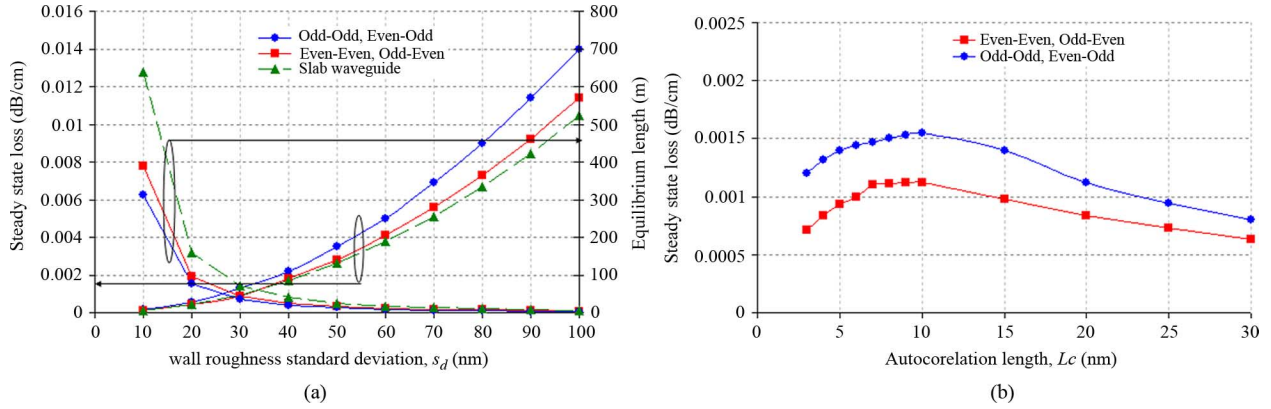 0.016
0.014
0.012
0.01
0.008
0.006
0.004
0.002
0
Steady state loss (dB/cm)
Odd-Odd, Even-Odd
Even-Even, Odd-Even
Slab waveguide
800
700
600
500
400
300
200
100
0
Equilibrium length (m)
0 10 20 30 40 50 60 70 80 90 100
wall roughness standard deviation, s_d (nm)
(a)
0.0025
0.002
0.0015
0.001
0.0005
0
Steady state loss (dB/cm)
Even-Even, Odd-Even
Odd-Odd, Even-Odd
0 5 10 15 20 25 30
Autocorelation length, Lc (nm)
(b)